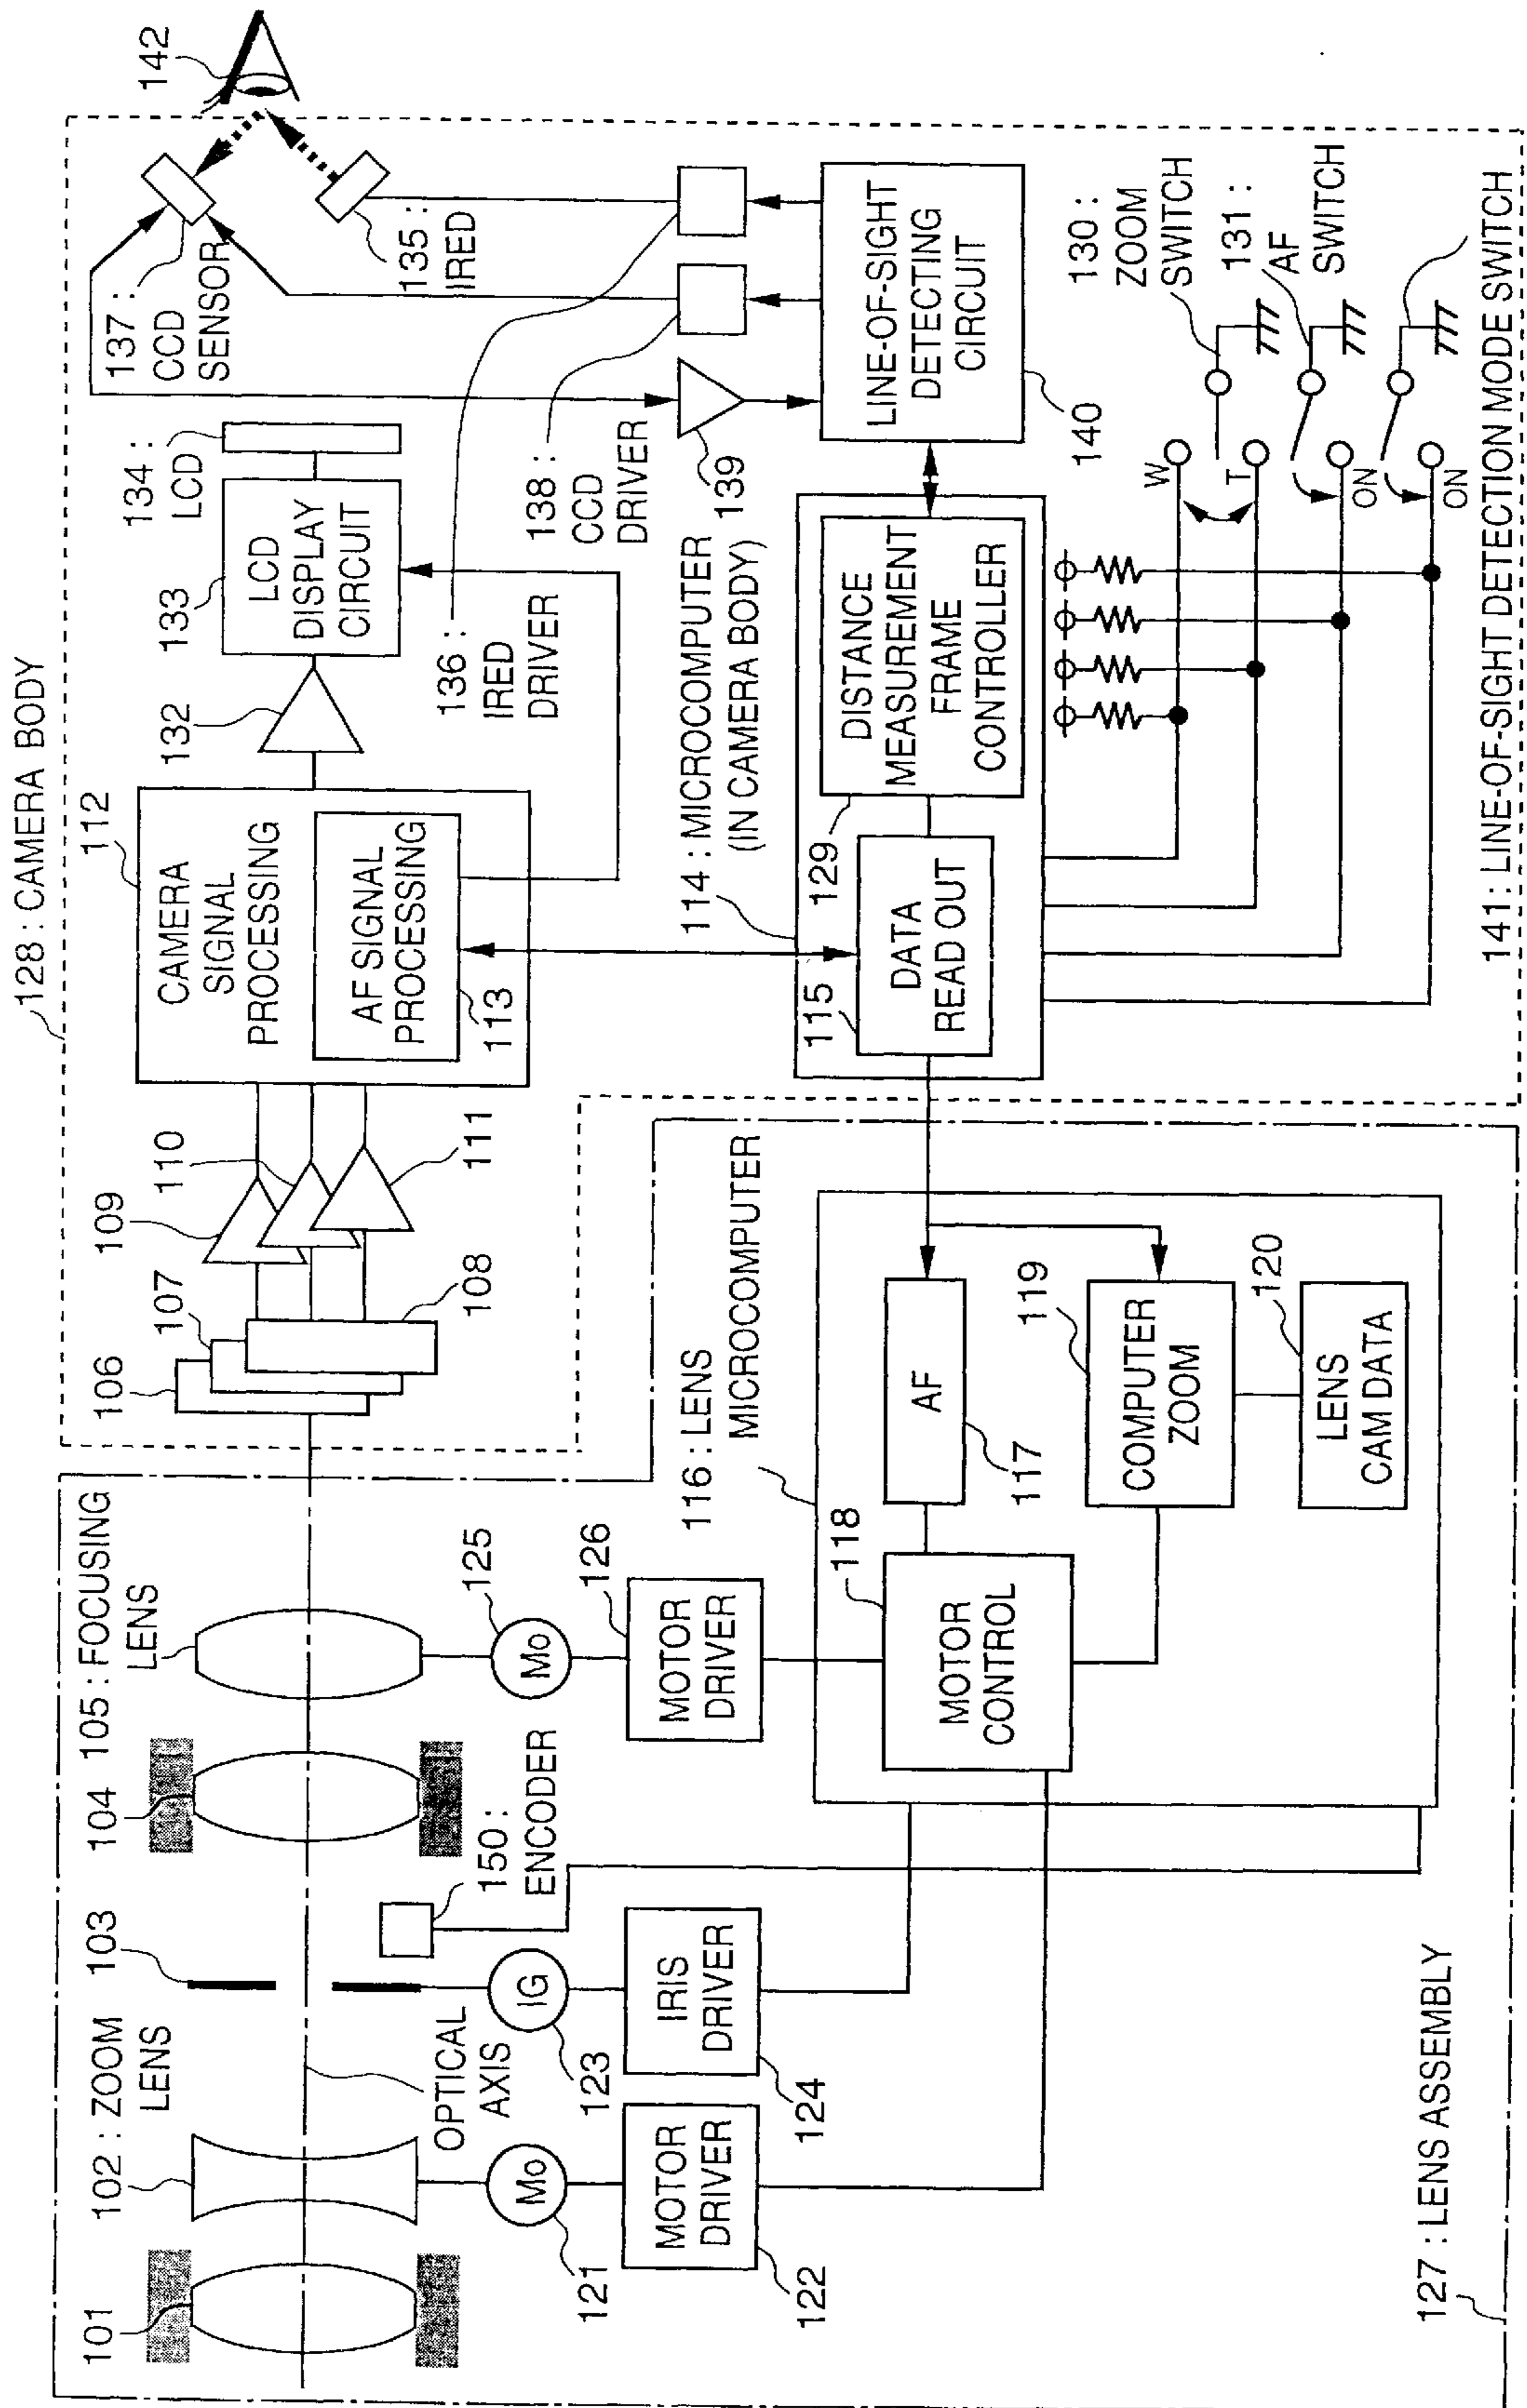 128 : CAMERA BODY
127 : LENS ASSEMBLY
101
102 : ZOOM
LENS
103
104
105 : FOCUSING
LENS
OPTICAL
AXIS
150 :
ENCODER
Mo
121
MOTOR
DRIVER
122
IG
123
IRIS
DRIVER
124
Mo
125
MOTOR
DRIVER
126
116 : LENS
MICROCOMPUTER
118
MOTOR
CONTROL
AF
117
119
COMPUTER
ZOOM
120
LENS
CAM DATA
106
107
108
109
110
111
112
CAMERA
SIGNAL
PROCESSING
AF SIGNAL
PROCESSING
113
132
133
LCD
DISPLAY
CIRCUIT
134 :
LCD
137 :
CCD
SENSOR
142
135 :
IRED
136 :
IRED
DRIVER
138 :
CCD
DRIVER
139
114 : MICROCOMPUTER
(IN CAMERA BODY)
115
DATA
READ OUT
129
DISTANCE
MEASUREMENT
FRAME
CONTROLLER
LINE-OF-SIGHT
DETECTING
CIRCUIT
140
W
T
ON
ON
130 :
ZOOM
SWITCH
131 :
AF
SWITCH
141 : LINE-OF-SIGHT DETECTION MODE SWITCH